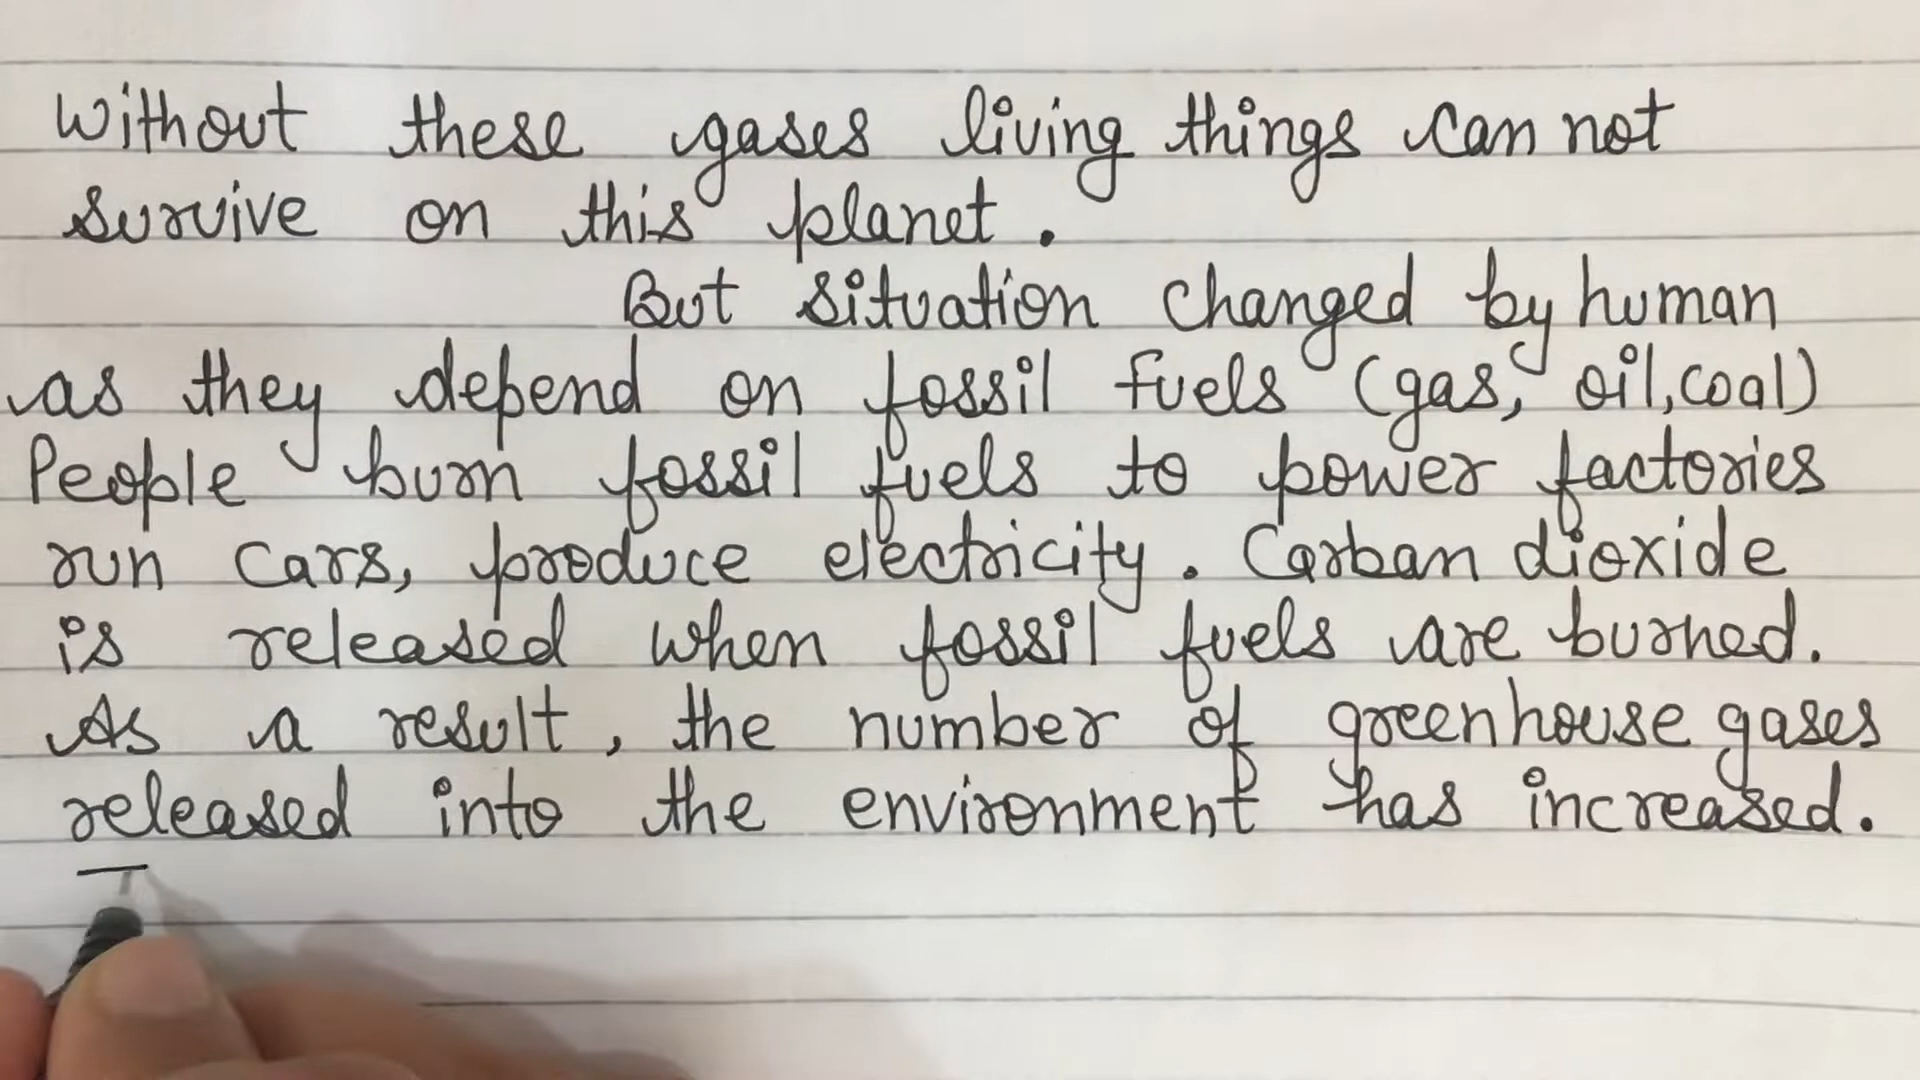 Without these gases living things can not
survive on this planet.
But situation changed by human
as they depend on fossil fuels (gas, oil, coal)
People burn fossil fuels to power factories
run cars, produce electricity. Carban dioxide
is released when fossil fuels are burned.
As a result, the number of greenhouse gases
released into the environment has increased.